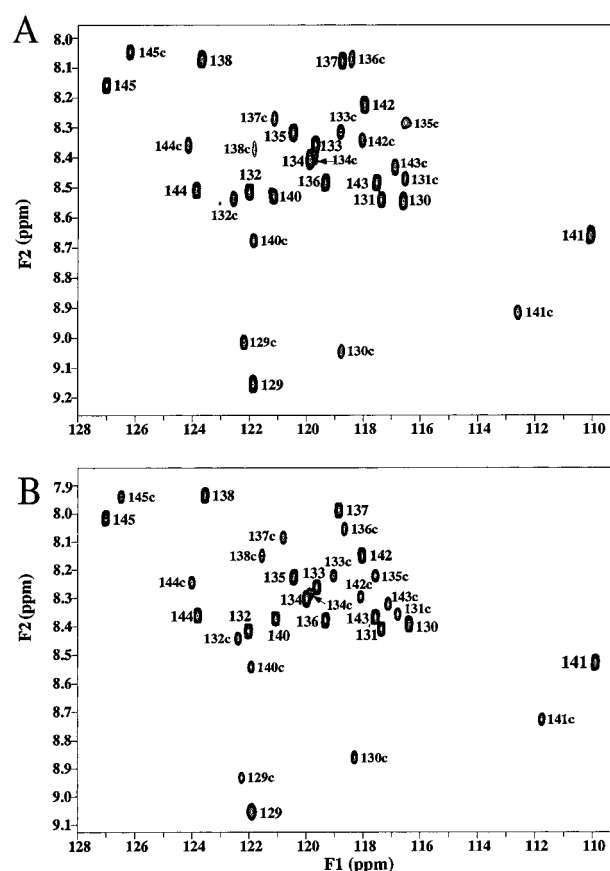 A
8.0
8.1
8.2
8.3
8.4
8.5
8.6
8.7
8.8
8.9
9.0
9.1
9.2
F2 (ppm)
145c
138
137
136c
145
142
137c
133c
135c
135
133
142c
144c
138c
134
134c
143c
136
143
131c
144
132
140
131
130
132c
140c
141
141c
129c
130c
129
128
126
124
122
120
118
116
114
112
110
B
7.9
8.0
8.1
8.2
8.3
8.4
8.5
8.6
8.7
8.8
8.9
9.0
9.1
F2 (ppm)
145c
138
137
145
136c
137c
138c
142
133c
135
133
135c
144c
142c
134
134c
143c
144
132
136
143
131c
140
131
130
132c
140c
141
141c
130c
129c
129
128
126
124
122
120
118
116
114
112
110
F1 (ppm)